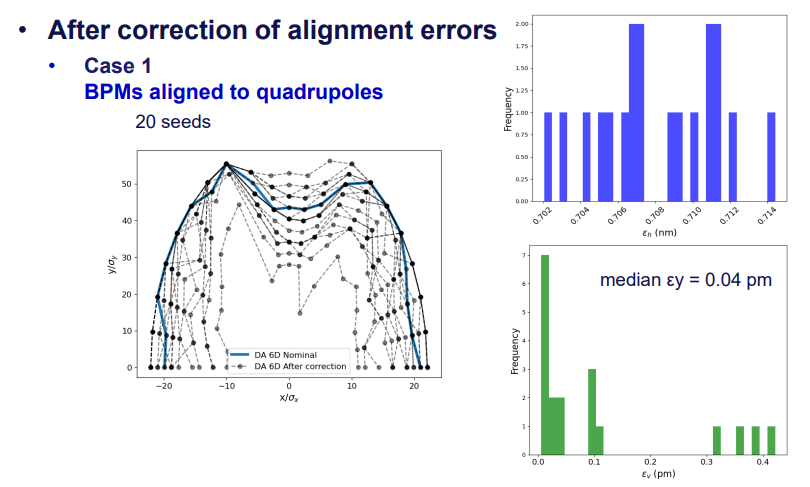 • After correction of alignment errors
• Case 1
BPMs aligned to quadrupoles
20 seeds
y/σy
50
40
30
20
10
0
−20 −10 0 10 20
x/σx
DA 6D Nominal
DA 6D After correction
Frequency
2.00
1.75
1.50
1.25
1.00
0.75
0.50
0.25
0.00
0.702 0.704 0.706 0.708 0.710 0.712 0.714
εh (nm)
median εy = 0.04 pm
Frequency
7
6
5
4
3
2
1
0
0.0 0.1 0.2 0.3 0.4
εv (pm)